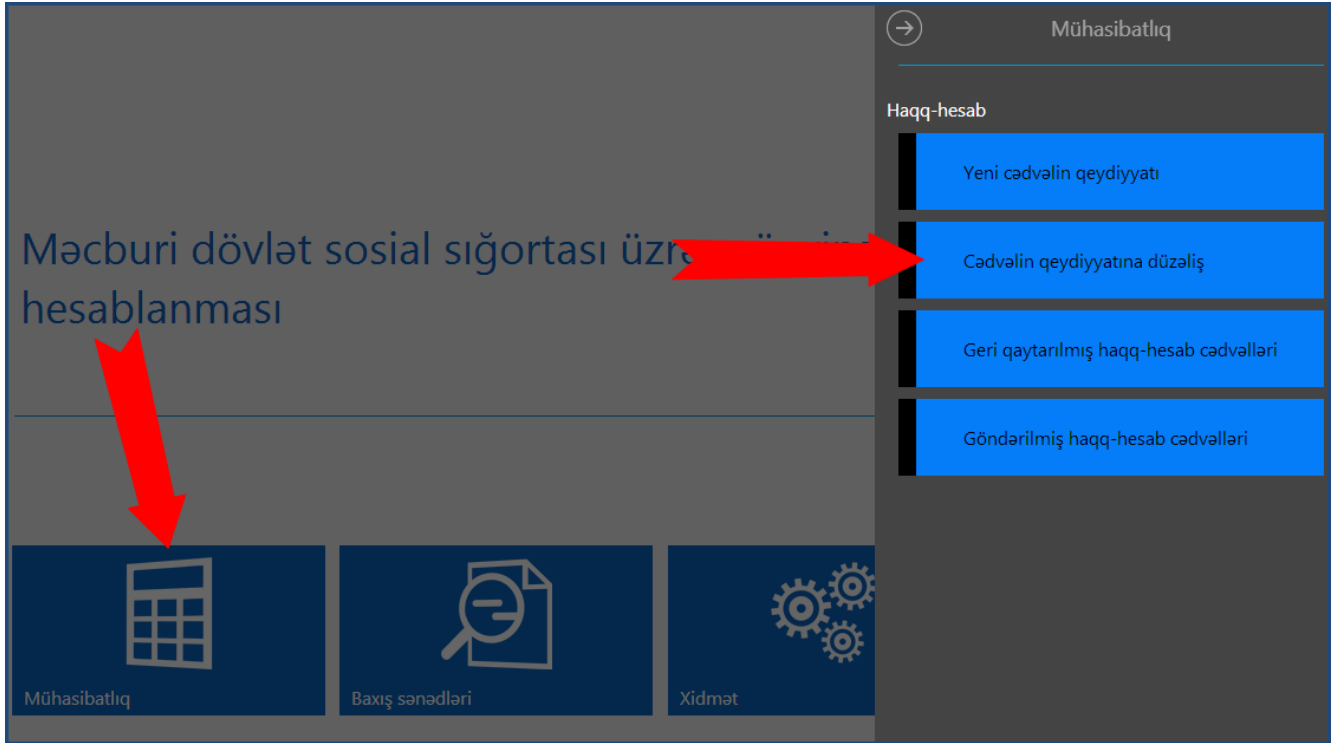 Mühasibatlıq
Haqq-hesab
Yeni cədvəlin qeydiyyatı
Cədvəlin qeydiyyatına düzəliş
Geri qaytarılmış haqq-hesab cədvəlləri
Göndərilmiş haqq-hesab cədvəlləri
Məcburi dövlət sosial sığortası
hesablanması
Mühasibatlıq
Baxış sənədləri
Xidmət